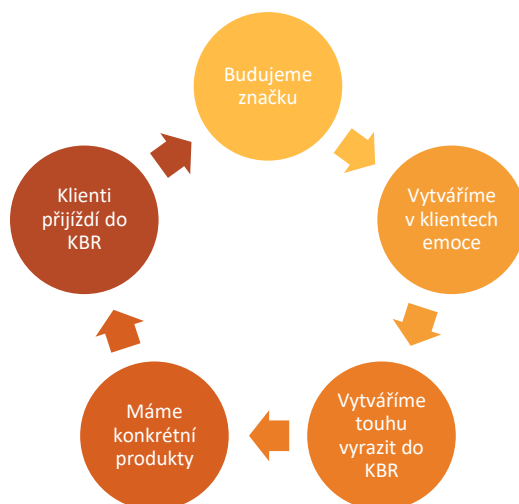 Budujeme
značku
Vytváříme
v klientech
emoce
Vytváříme
touhu
vyrazit do
KBR
Máme
konkrétní
produkty
Klienti
přijíždí do
KBR